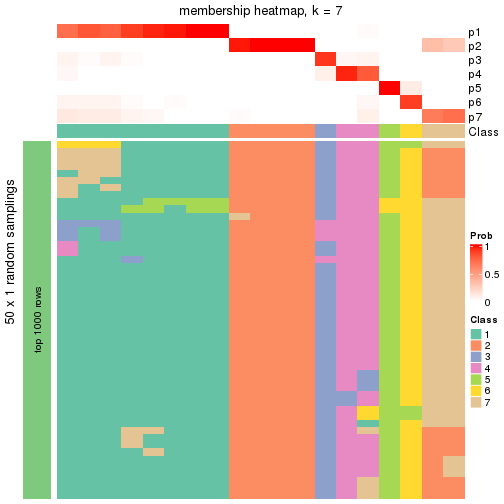 membership heatmap, k = 7
p1
p2
p3
p4
p5
p6
p7
Class
50 x 1 random samplings
top 1000 rows
Prob
1
0.5
0
Class
1
2
3
4
5
6
7